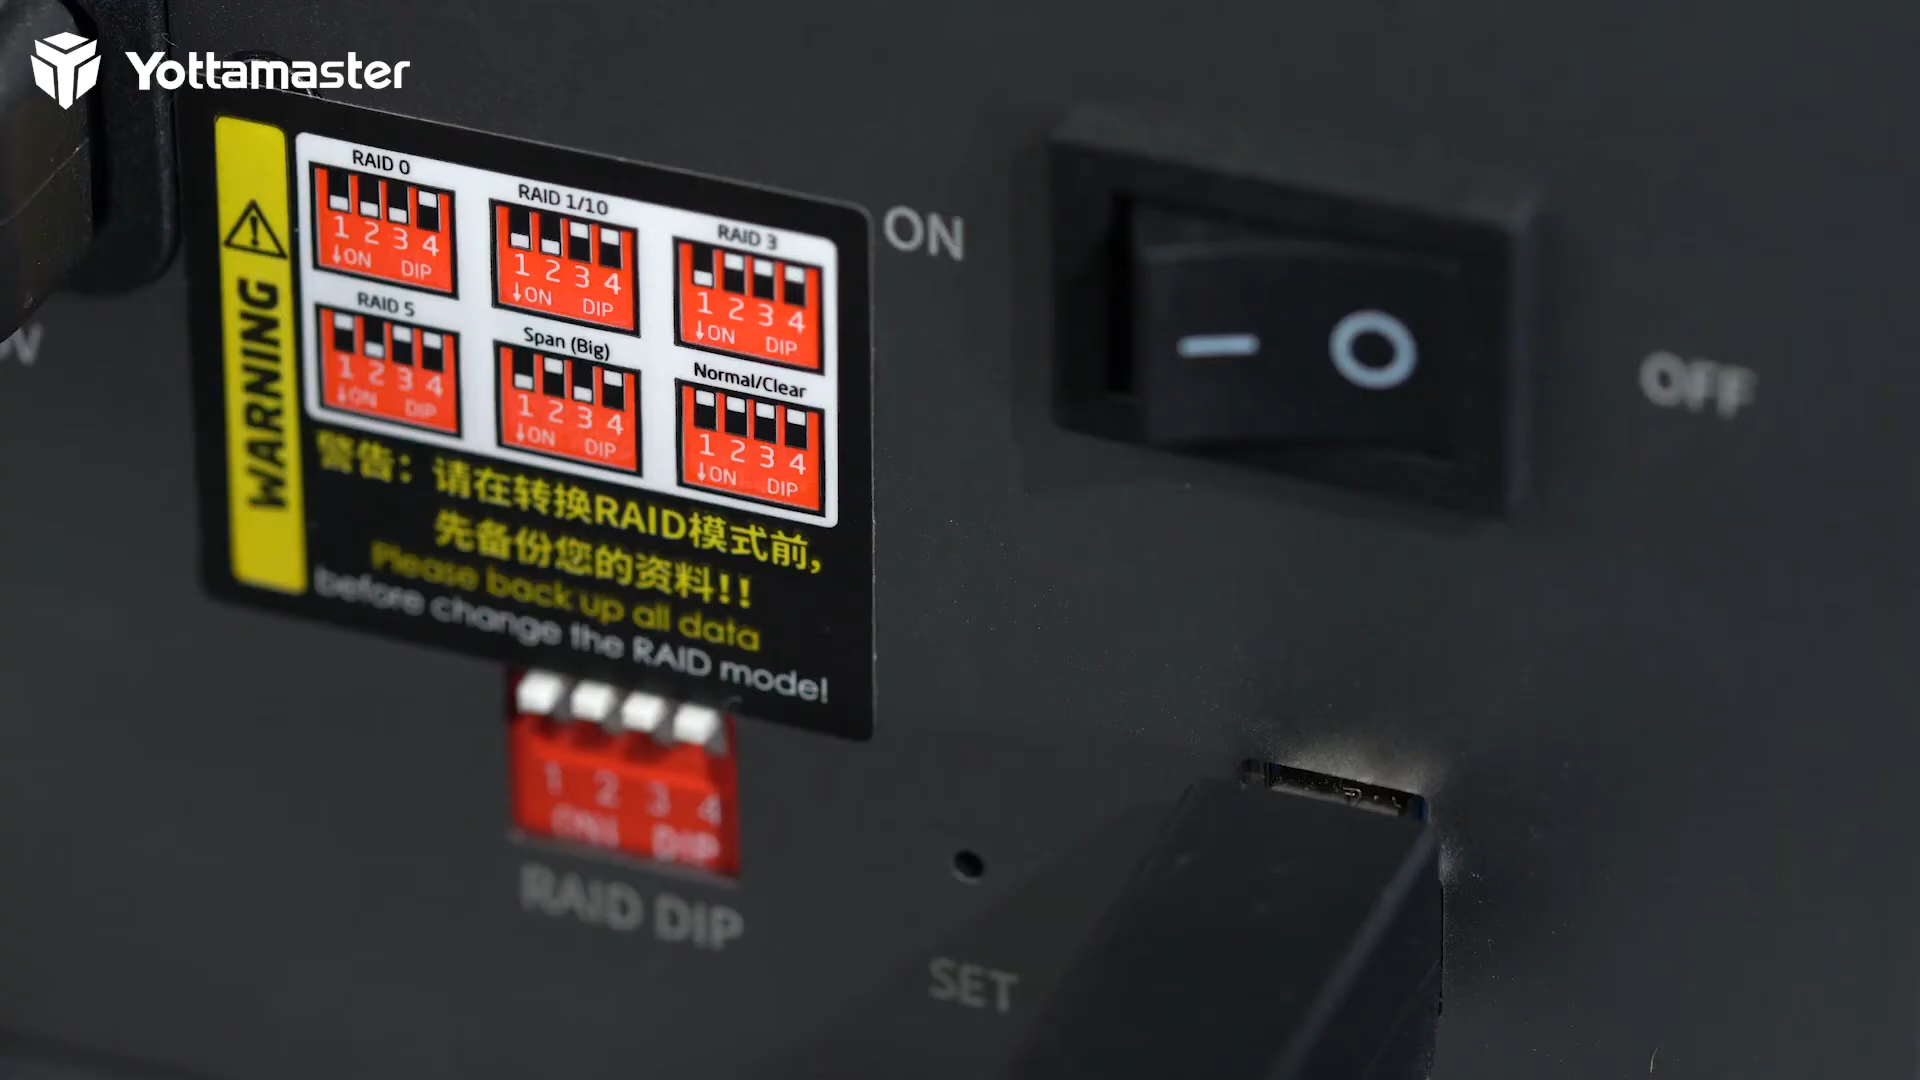 Yottamaster
WARNING
RAID 0
1 2 3 4
↓ON DIP
RAID 1/10
1 2 3 4
↓ON DIP
RAID 3
1 2 3 4
↓ON DIP
RAID 5
1 2 3 4
↓ON DIP
Span (Big)
1 2 3 4
↓ON DIP
Normal/Clear
1 2 3 4
↓ON DIP
警告：请在转换RAID模式前，
先备份您的资料！！
Please back up all data
before change the RAID mode!
ON
OFF
1 2 3 4
ON↓ DIP
RAID DIP
SET